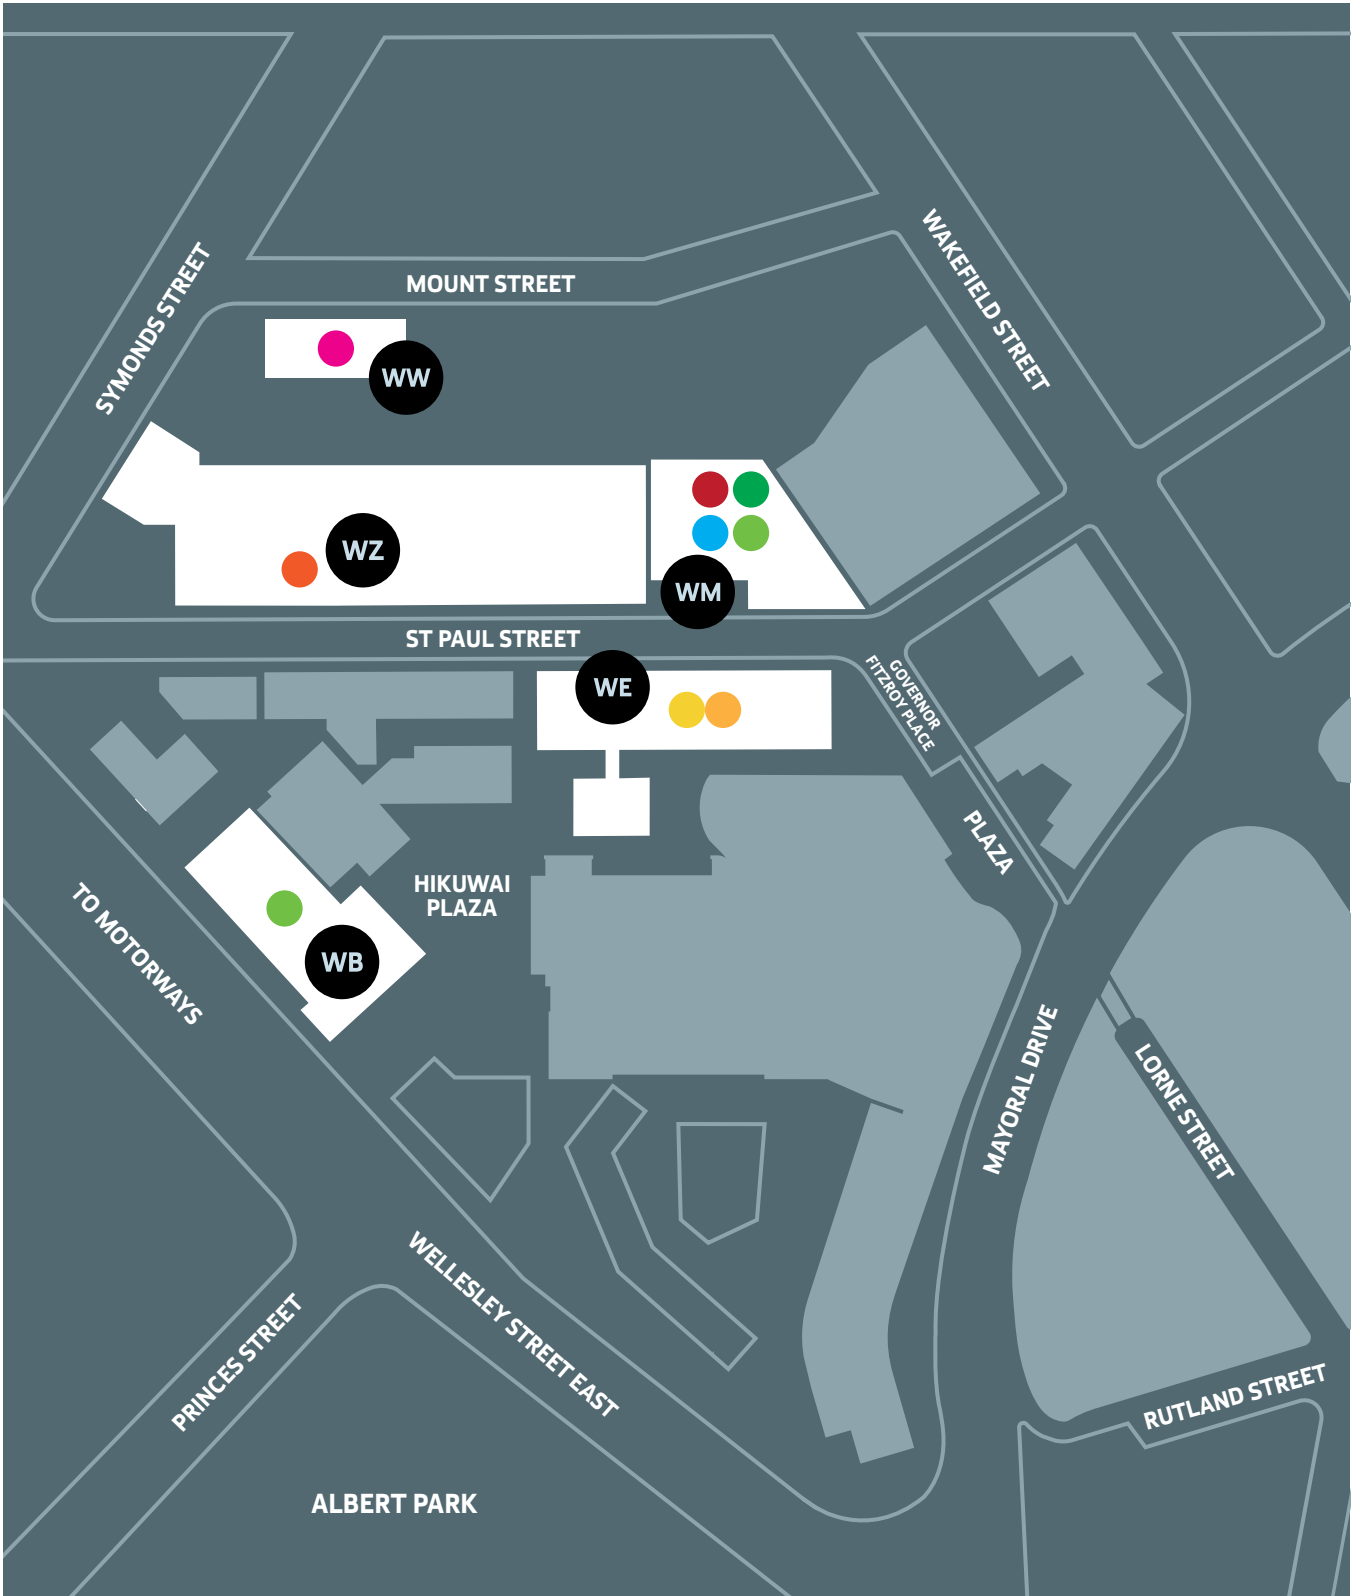 SYMONDS STREET
MOUNT STREET
WAKEFIELD STREET
WW
WZ
WM
ST PAUL STREET
WE
GOVERNOR
FITZROY PLACE
PLAZA
HIKUWAI
PLAZA
WB
TO MOTORWAYS
MAYORAL DRIVE
LORNE STREET
WELLESLEY STREET EAST
PRINCES STREET
RUTLAND STREET
ALBERT PARK